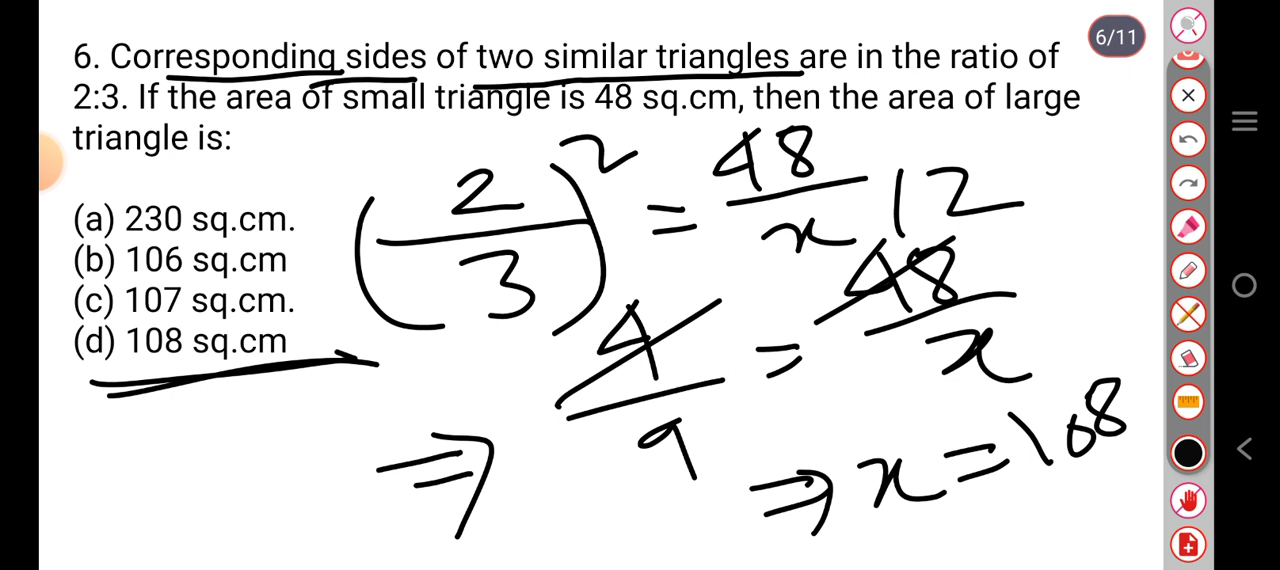 6/11
6. Corresponding sides of two similar triangles are in the ratio of
2:3. If the area of small triangle is 48 sq.cm, then the area of large
triangle is:
(a) 230 sq.cm.
(b) 106 sq.cm
(c) 107 sq.cm.
(d) 108 sq.cm
(2/3)² = 48/x
12
⇒ 4/9 = 48/x
⇒ x = 108